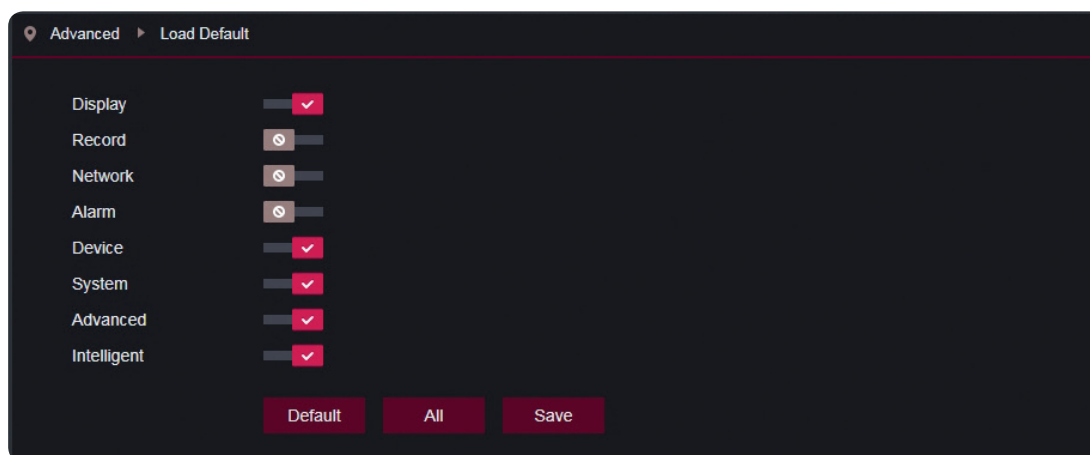 Advanced Load Default
Display
Record
Network
Alarm
Device
System
Advanced
Intelligent
Default All Save